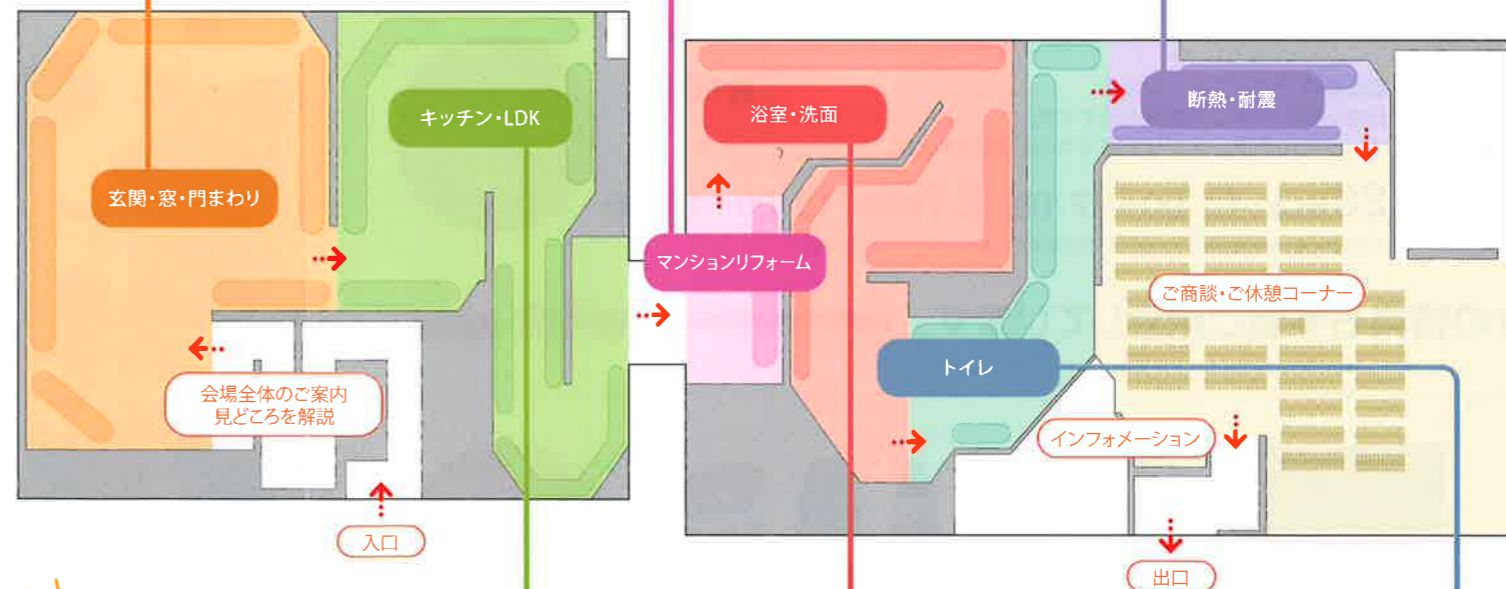 玄関・窓・門まわり
キッチン・LDK
マンションリフォーム
浴室・洗面
トイレ
断熱・耐震
ご商談・ご休憩コーナー
会場全体のご案内
見どころを解説
インフォメーション
入口
出口